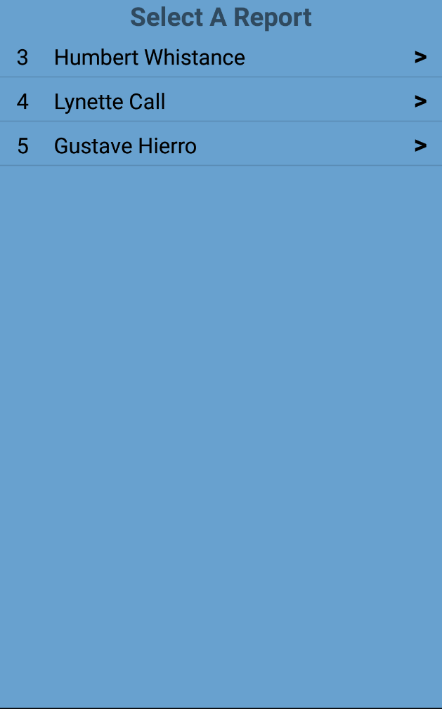 Select A Report
3 Humbert Whistance >
4 Lynette Call >
5 Gustave Hierro >